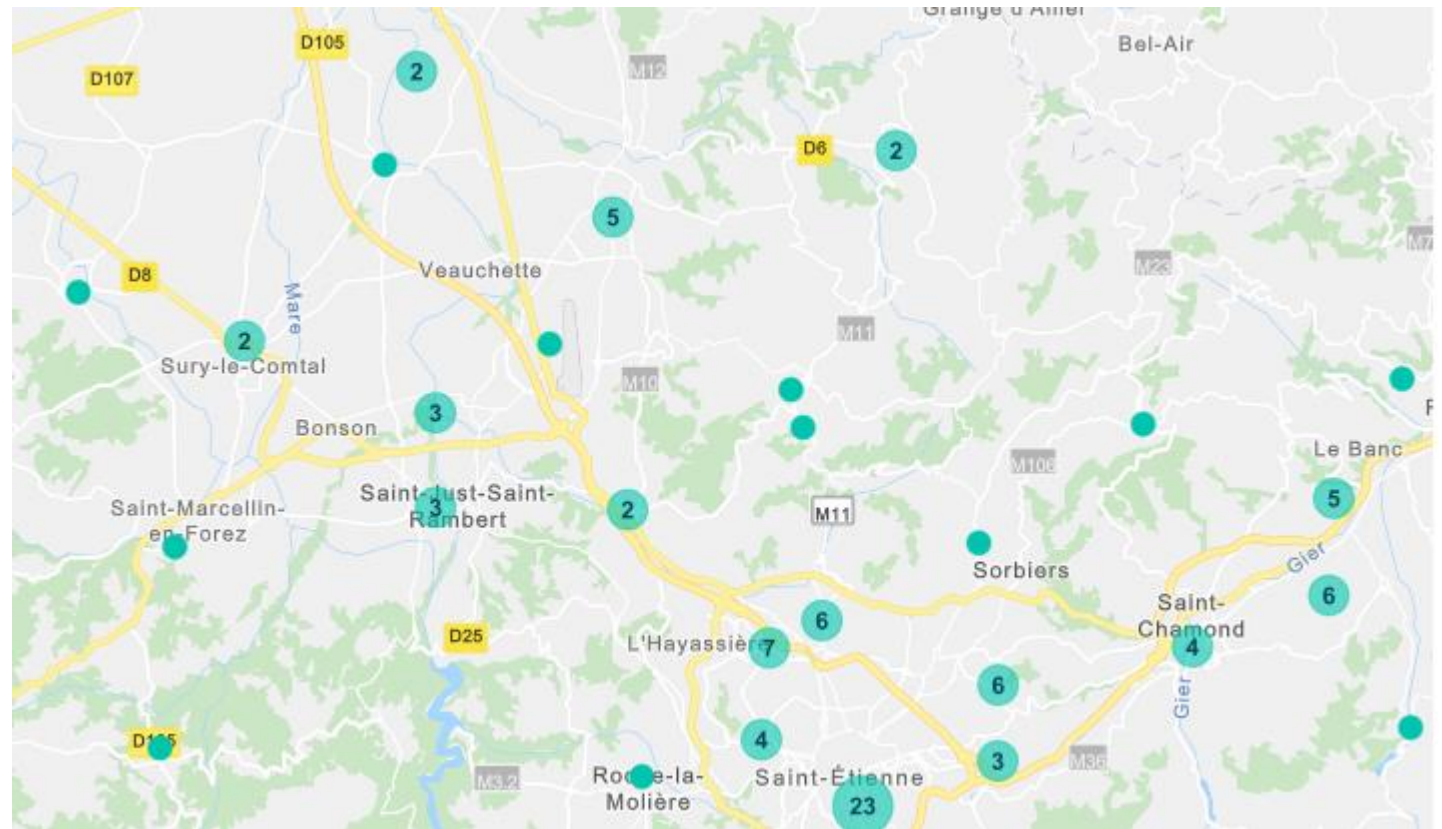 Grange d'Allier
Bel-Air
D105
2
M12
D107
D6
2
5
M23
D8
Veauchette
Mare
M11
2
Sury-le-Comtal
M10
3
Bonson
Le Banc
M106
5
Saint-Just-Saint-
Rambert
3
Saint-Marcellin-
en-Forez
2
M11
Gier
Sorbiers
6
Saint-
Chamond
4
6
D25
L'Hayassière
7
6
Gier
4
3
M36
Saint-Étienne
23
M3.2
Molière